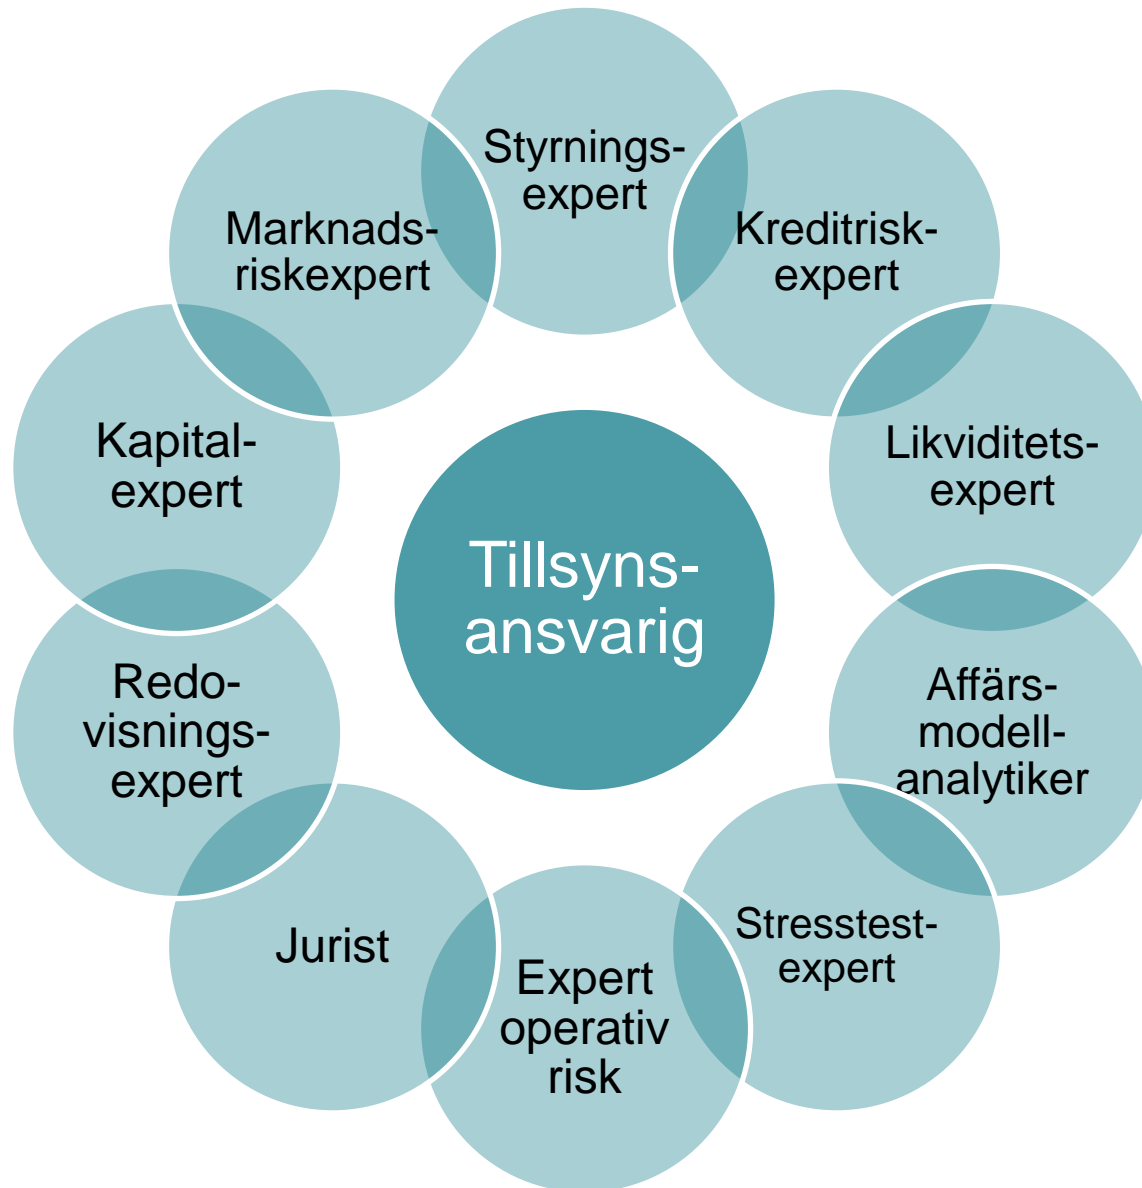 Styrnings-
expert
Kreditrisk-
expert
Likviditets-
expert
Affärs-
modell-
analytiker
Stresstest-
expert
Expert
operativ
risk
Jurist
Redo-
visnings-
expert
Kapital-
expert
Marknads-
riskexpert
Tillsyns-
ansvarig